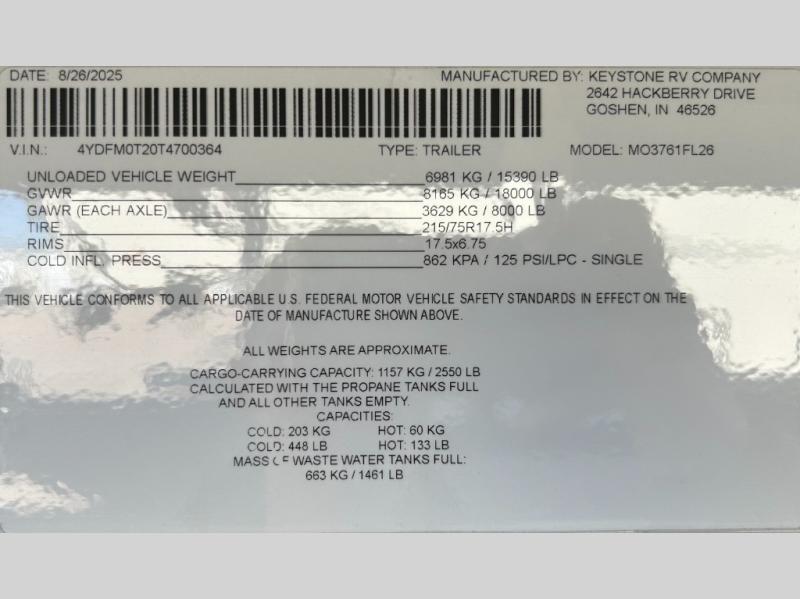 DATE: 8/26/2025 MANUFACTURED BY: KEYSTONE RV COMPANY
2642 HACKBERRY DRIVE
GOSHEN, IN 46526
V.I.N.: 4YDFM0T20T4700364 TYPE: TRAILER MODEL: MO3761FL26
UNLOADED VEHICLE WEIGHT 6981 KG / 15390 LB
GVWR 8165 KG / 18000 LB
GAWR (EACH AXLE) 3629 KG / 8000 LB
TIRE 215/75R17.5H
RIMS 17.5x6.75
COLD INFL. PRESS. 862 KPA / 125 PSI/LPC - SINGLE
THIS VEHICLE CONFORMS TO ALL APPLICABLE U.S. FEDERAL MOTOR VEHICLE SAFETY STANDARDS IN EFFECT ON THE
DATE OF MANUFACTURE SHOWN ABOVE.
ALL WEIGHTS ARE APPROXIMATE.
CARGO-CARRYING CAPACITY: 1157 KG / 2550 LB
CALCULATED WITH THE PROPANE TANKS FULL
AND ALL OTHER TANKS EMPTY.
CAPACITIES:
COLD: 203 KG HOT: 60 KG
COLD: 448 LB HOT: 133 LB
MASS OF WASTE WATER TANKS FULL:
663 KG / 1461 LB